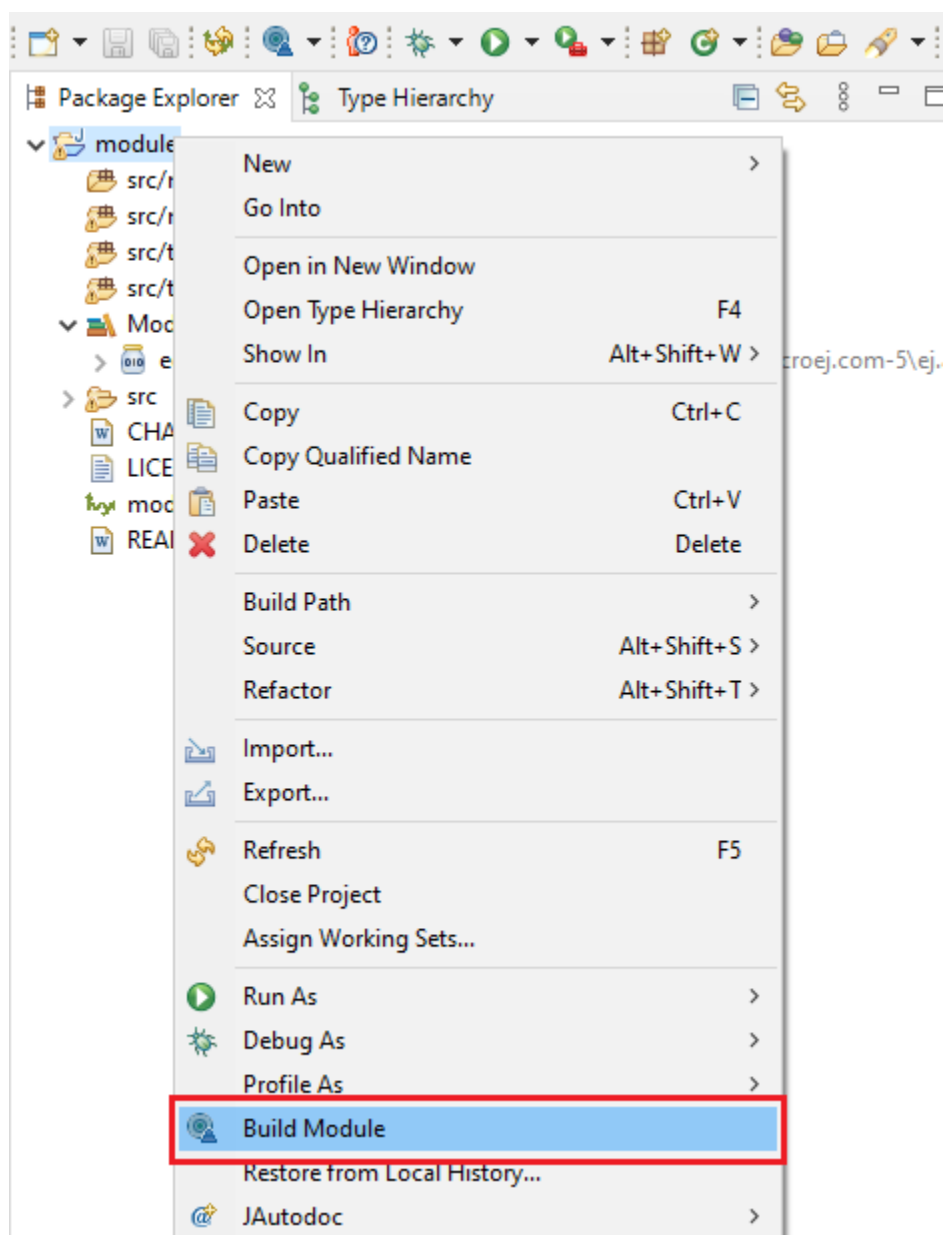 Package Explorer Type Hierarchy
module
src/
src/
src/t
src/t
Mod
e
src
CHA
LICE
mod
REA
New
Go Into
Open in New Window
Open Type Hierarchy F4
Show In Alt+Shift+W >
croej.com-5\ej.
Copy Ctrl+C
Copy Qualified Name
Paste Ctrl+V
Delete Delete
Build Path
Source Alt+Shift+S >
Refactor Alt+Shift+T >
Import...
Export...
Refresh F5
Close Project
Assign Working Sets...
Run As
Debug As
Profile As
Build Module
Restore from Local History...
JAutodoc